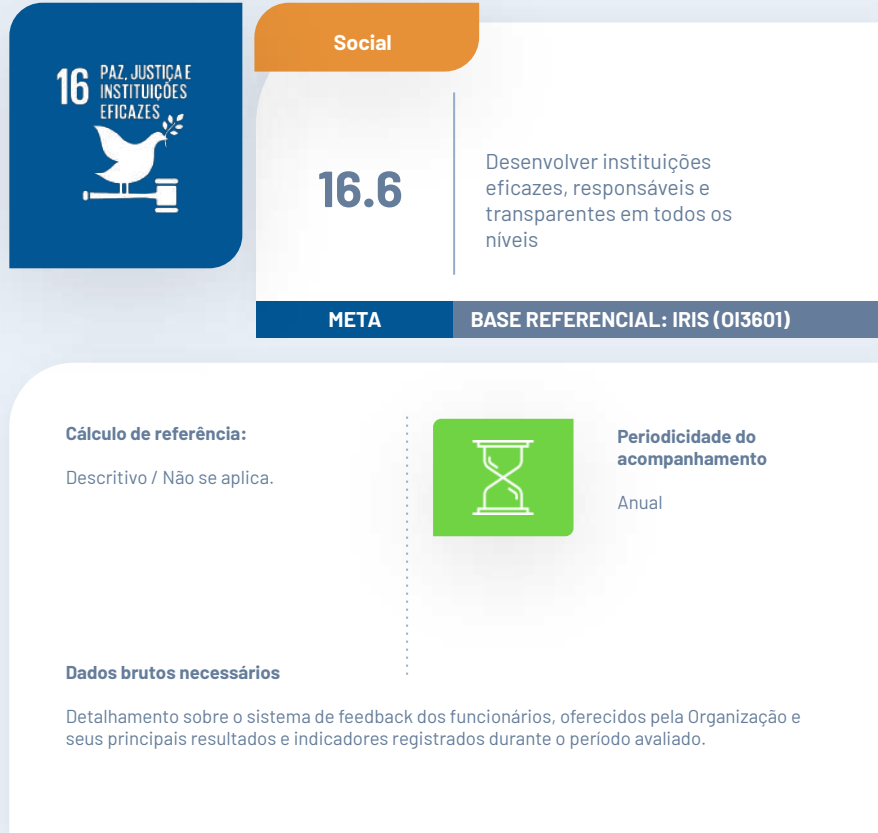 16 PAZ, JUSTIÇA E
INSTITUIÇÕES
EFICAZES
Social
16.6
Desenvolver instituições
eficazes, responsáveis e
transparentes em todos os
níveis
META
BASE REFERENCIAL: IRIS (OI3601)
Cálculo de referência:
Descritivo / Não se aplica.
Periodicidade do
acompanhamento
Anual
Dados brutos necessários
Detalhamento sobre o sistema de feedback dos funcionários, oferecidos pela Organização e
seus principais resultados e indicadores registrados durante o período avaliado.